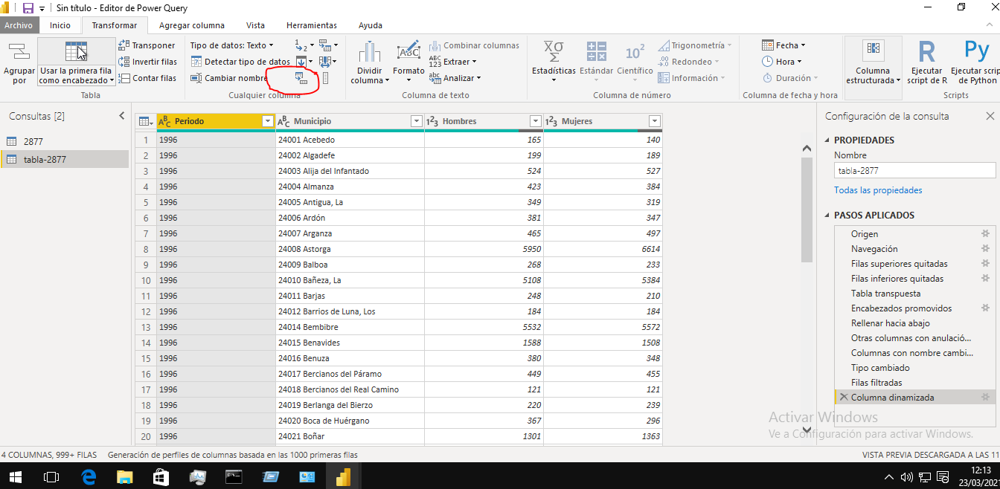 Sin título - Editor de Power Query
Archivo Inicio Transformar Agregar columna Vista Herramientas Ayuda
Agrupar por
Usar la primera fila como encabezado
Transponer
Invertir filas
Contar filas
Tabla
Tipo de datos: Texto
Detectar tipo de datos
Cambiar nombre
Cualquier columna
Dividir columna
Formato
Combinar columnas
Extraer
Analizar
Columna de texto
Estadísticas
Estándar
Científico
Trigonometría
Redondeo
Información
Columna de número
Fecha
Hora
Duración
Columna de fecha y hora
Columna estructurada
Ejecutar script de R
Ejecutar scrip de Python
Scripts
Consultas [2]
2877
tabla-2877
Periodo Municipio Hombres Mujeres
1 1996 24001 Acebedo 165 140
2 1996 24002 Algadefe 199 189
3 1996 24003 Alija del Infantado 524 527
4 1996 24004 Almanza 423 384
5 1996 24005 Antigua, La 349 319
6 1996 24006 Ardón 381 347
7 1996 24007 Arganza 465 497
8 1996 24008 Astorga 5950 6614
9 1996 24009 Balboa 268 233
10 1996 24010 Bañeza, La 5108 5384
11 1996 24011 Barjas 248 210
12 1996 24012 Barrios de Luna, Los 184 184
13 1996 24014 Bembibre 5532 5572
14 1996 24015 Benavides 1588 1508
15 1996 24016 Benuza 380 348
16 1996 24017 Bercianos del Páramo 449 455
17 1996 24018 Bercianos del Real Camino 121 121
18 1996 24019 Berlanga del Bierzo 220 239
19 1996 24020 Boca de Huérgano 367 296
20 1996 24021 Boñar 1301 1363
Configuración de la consulta
PROPIEDADES
Nombre
tabla-2877
Todas las propiedades
PASOS APLICADOS
Origen
Navegación
Filas superiores quitadas
Filas inferiores quitadas
Tabla transpuesta
Encabezados promovidos
Rellenar hacia abajo
Otras columnas con anulació...
Columnas con nombre cambi...
Tipo cambiado
Filas filtradas
Columna dinamizada
Activar Windows
Ve a Configuración para activar Windows.
4 COLUMNAS, 999+ FILAS Generación de perfiles de columnas basada en las 1000 primeras filas VISTA PREVIA DESCARGADA A LAS 11
12:13
23/03/202